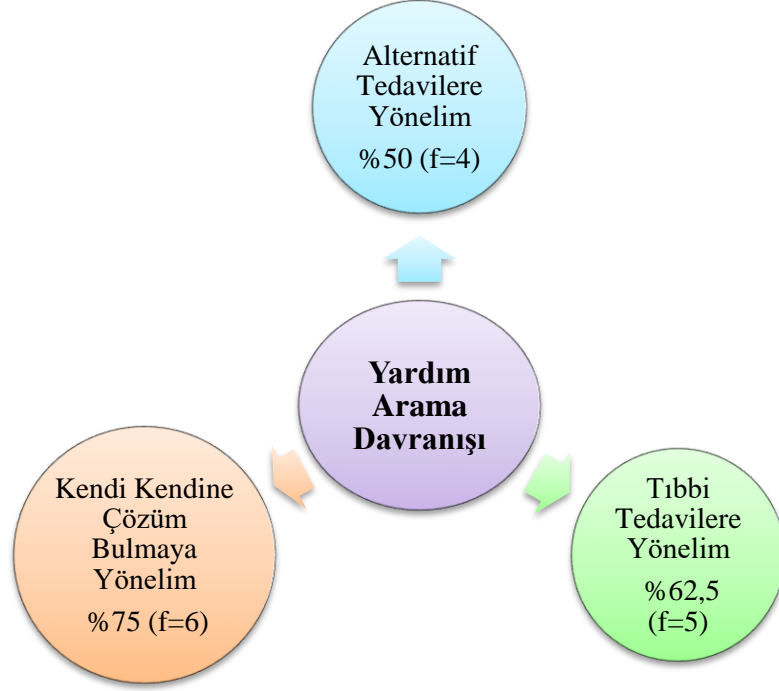 Alternatif
Tedavilere
Yönelim
%50 (f=4)
Yardım
Arama
Davranışı
Kendi Kendine
Çözüm
Bulmaya
Yönelim
%75 (f=6)
Tıbbi
Tedavilere
Yönelim
%62,5
(f=5)